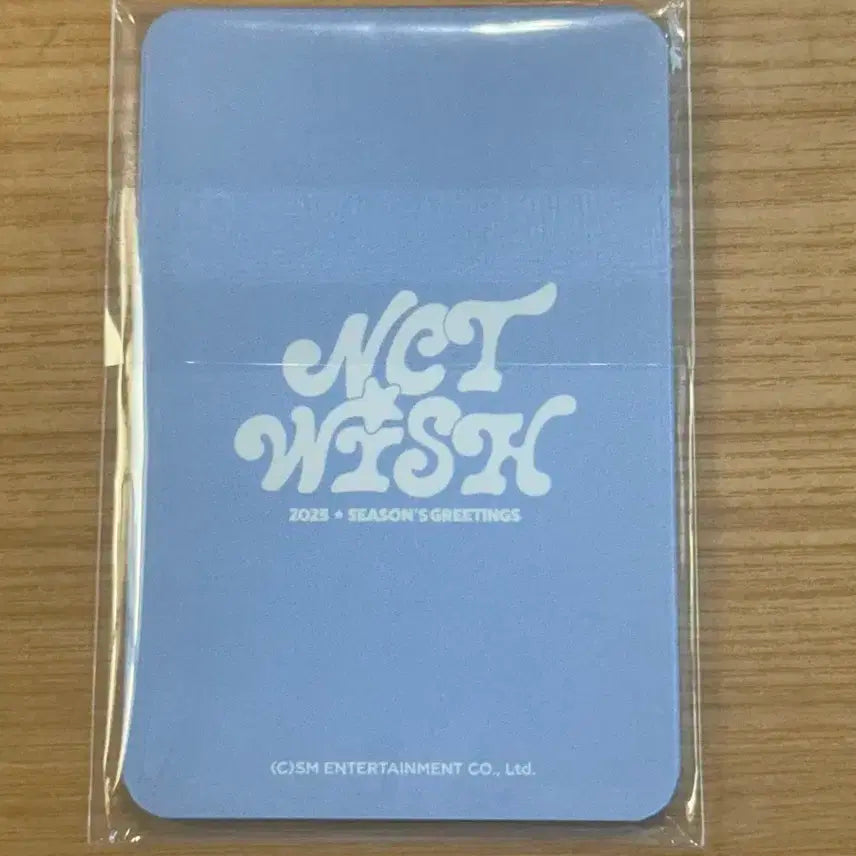 NCT
WISH
2025 ★ SEASON'S GREETINGS
(C)SM ENTERTAINMENT CO., Ltd.